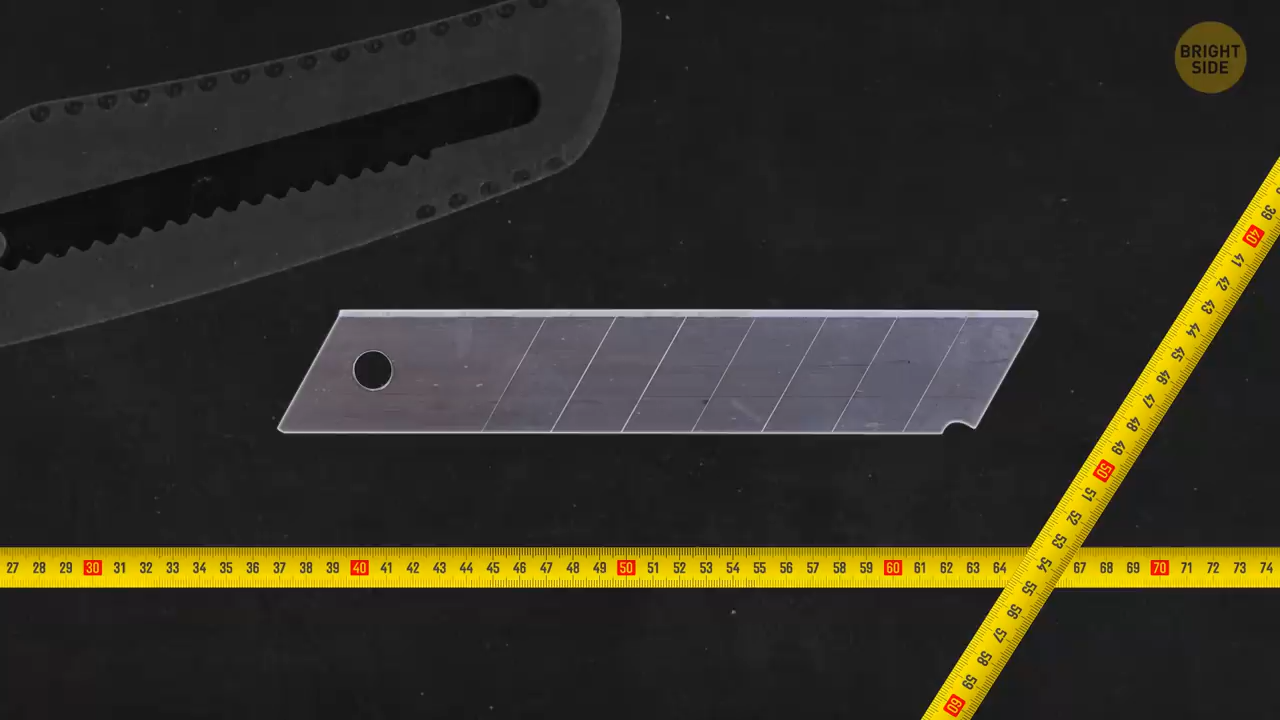 BRIGHT
SIDE
39 40 41 42 43 44 45 46 47 48 49 50 51 52 53 54 55 56 57 58 59 60
27 28 29 30 31 32 33 34 35 36 37 38 39 40 41 42 43 44 45 46 47 48 49 50 51 52 53 54 55 56 57 58 59 60 61 62 63 64 67 68 69 70 71 72 73 74